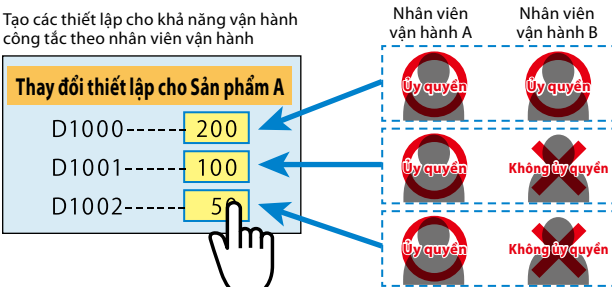 Tạo các thiết lập cho khả năng vận hành
công tắc theo nhân viên vận hành
Nhân viên
vận hành A
Nhân viên
vận hành B
Thay đổi thiết lập cho Sản phẩm A
D1000------ 200
D1001------ 100
D1002------ 50
Ủy quyền
Ủy quyền
Ủy quyền
Không ủy quyền
Ủy quyền
Không ủy quyền